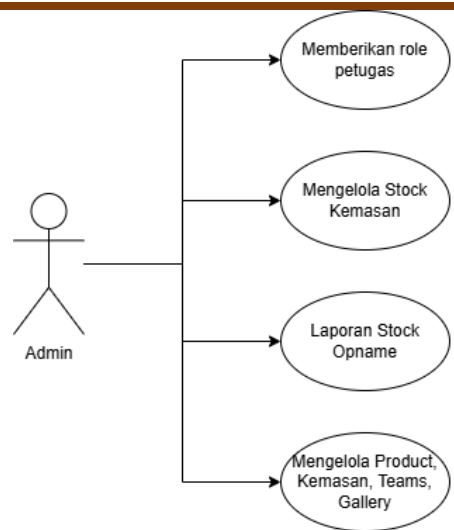 Memberikan role
petugas
Mengelola Stock
Kemasan
Admin
Laporan Stock
Opname
Mengelola Product,
Kemasan, Teams,
Gallery